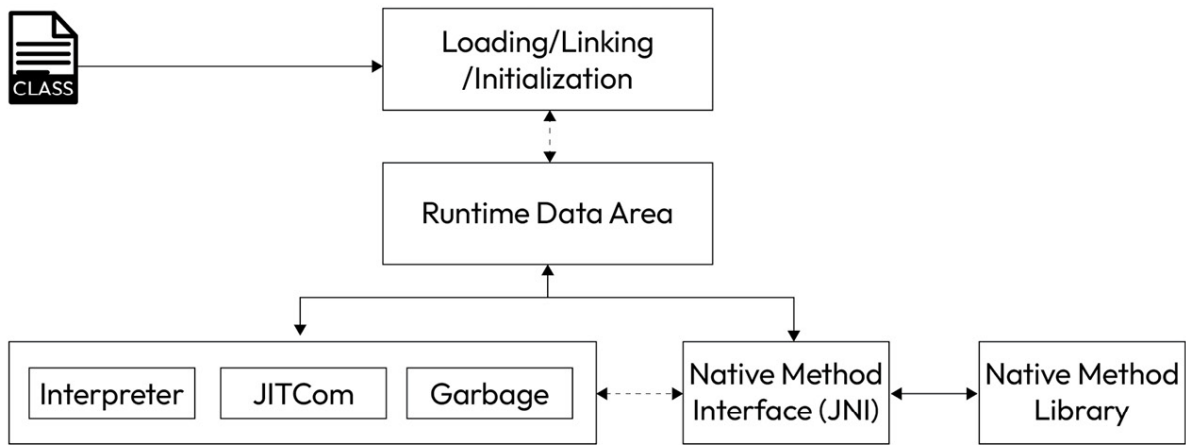 CLASS
Loading/Linking
/Initialization
Runtime Data Area
Interpreter
JITCom
Garbage
Native Method
Interface (JNI)
Native Method
Library